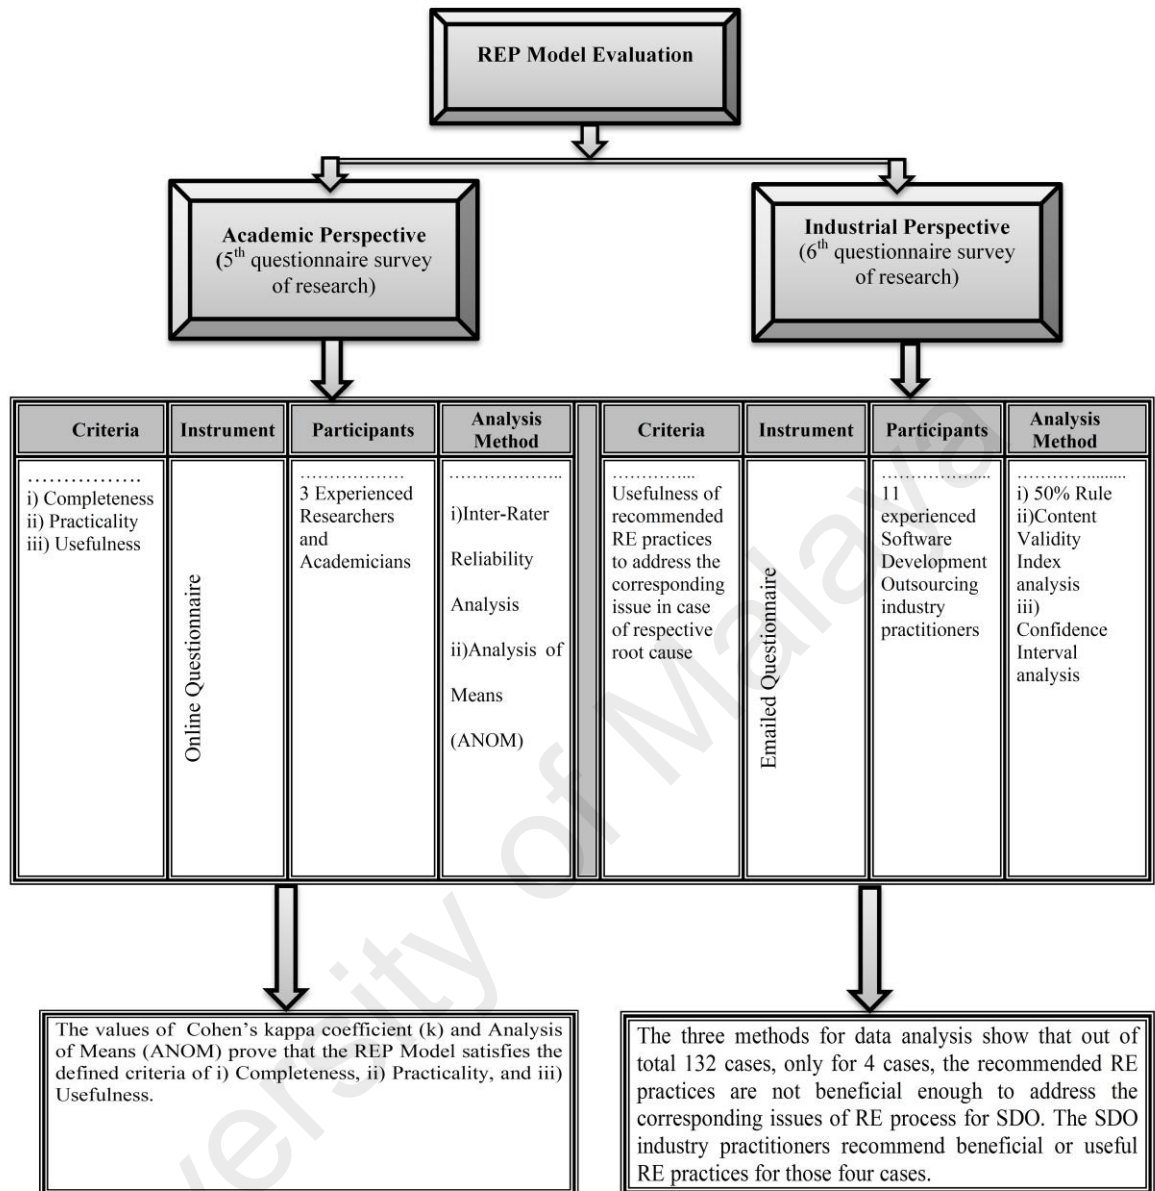 REP Model Evaluation
Academic Perspective
(5th questionnaire survey
of research)
Industrial Perspective
(6th questionnaire survey
of research)
Criteria
Instrument
Participants
Analysis
Method
Criteria
Instrument
Participants
Analysis
Method
…………….
i) Completeness
ii) Practicality
iii) Usefulness
Online Questionnaire
………………
3 Experienced
Researchers
and
Academicians
………………..
i)Inter-Rater
Reliability
Analysis
ii)Analysis of
Means
(ANOM)
…………...
Usefulness of
recommended
RE practices
to address the
corresponding
issue in case
of respective
root cause
Emailed Questionnaire
…………….....
11
experienced
Software
Development
Outsourcing
industry
practitioners
………….........
i) 50% Rule
ii)Content
Validity
Index
analysis
iii)
Confidence
Interval
analysis
The values of Cohen's kappa coefficient (k) and Analysis
of Means (ANOM) prove that the REP Model satisfies the
defined criteria of i) Completeness, ii) Practicality, and iii)
Usefulness.
The three methods for data analysis show that out of
total 132 cases, only for 4 cases, the recommended RE
practices are not beneficial enough to address the
corresponding issues of RE process for SDO. The SDO
industry practitioners recommend beneficial or useful
RE practices for those four cases.
versity of Malaya